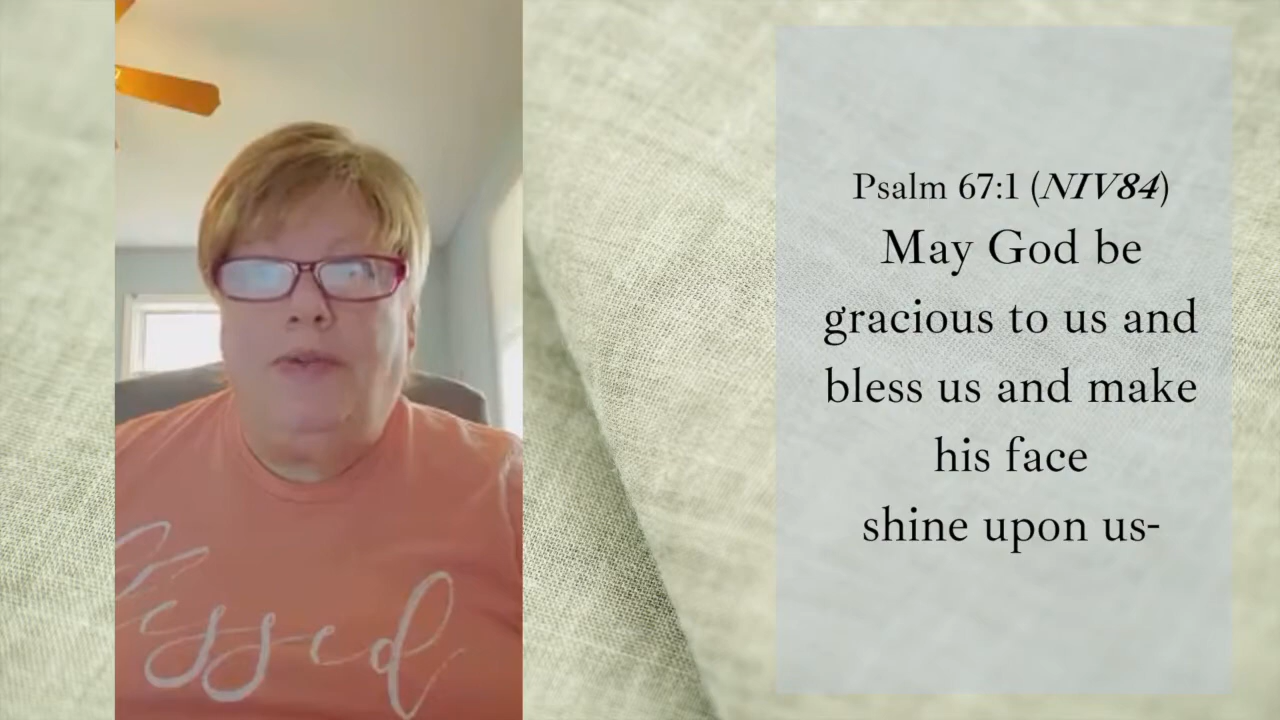 Psalm 67:1 (NIV84)
May God be
gracious to us and
bless us and make
his face
shine upon us-
lessed